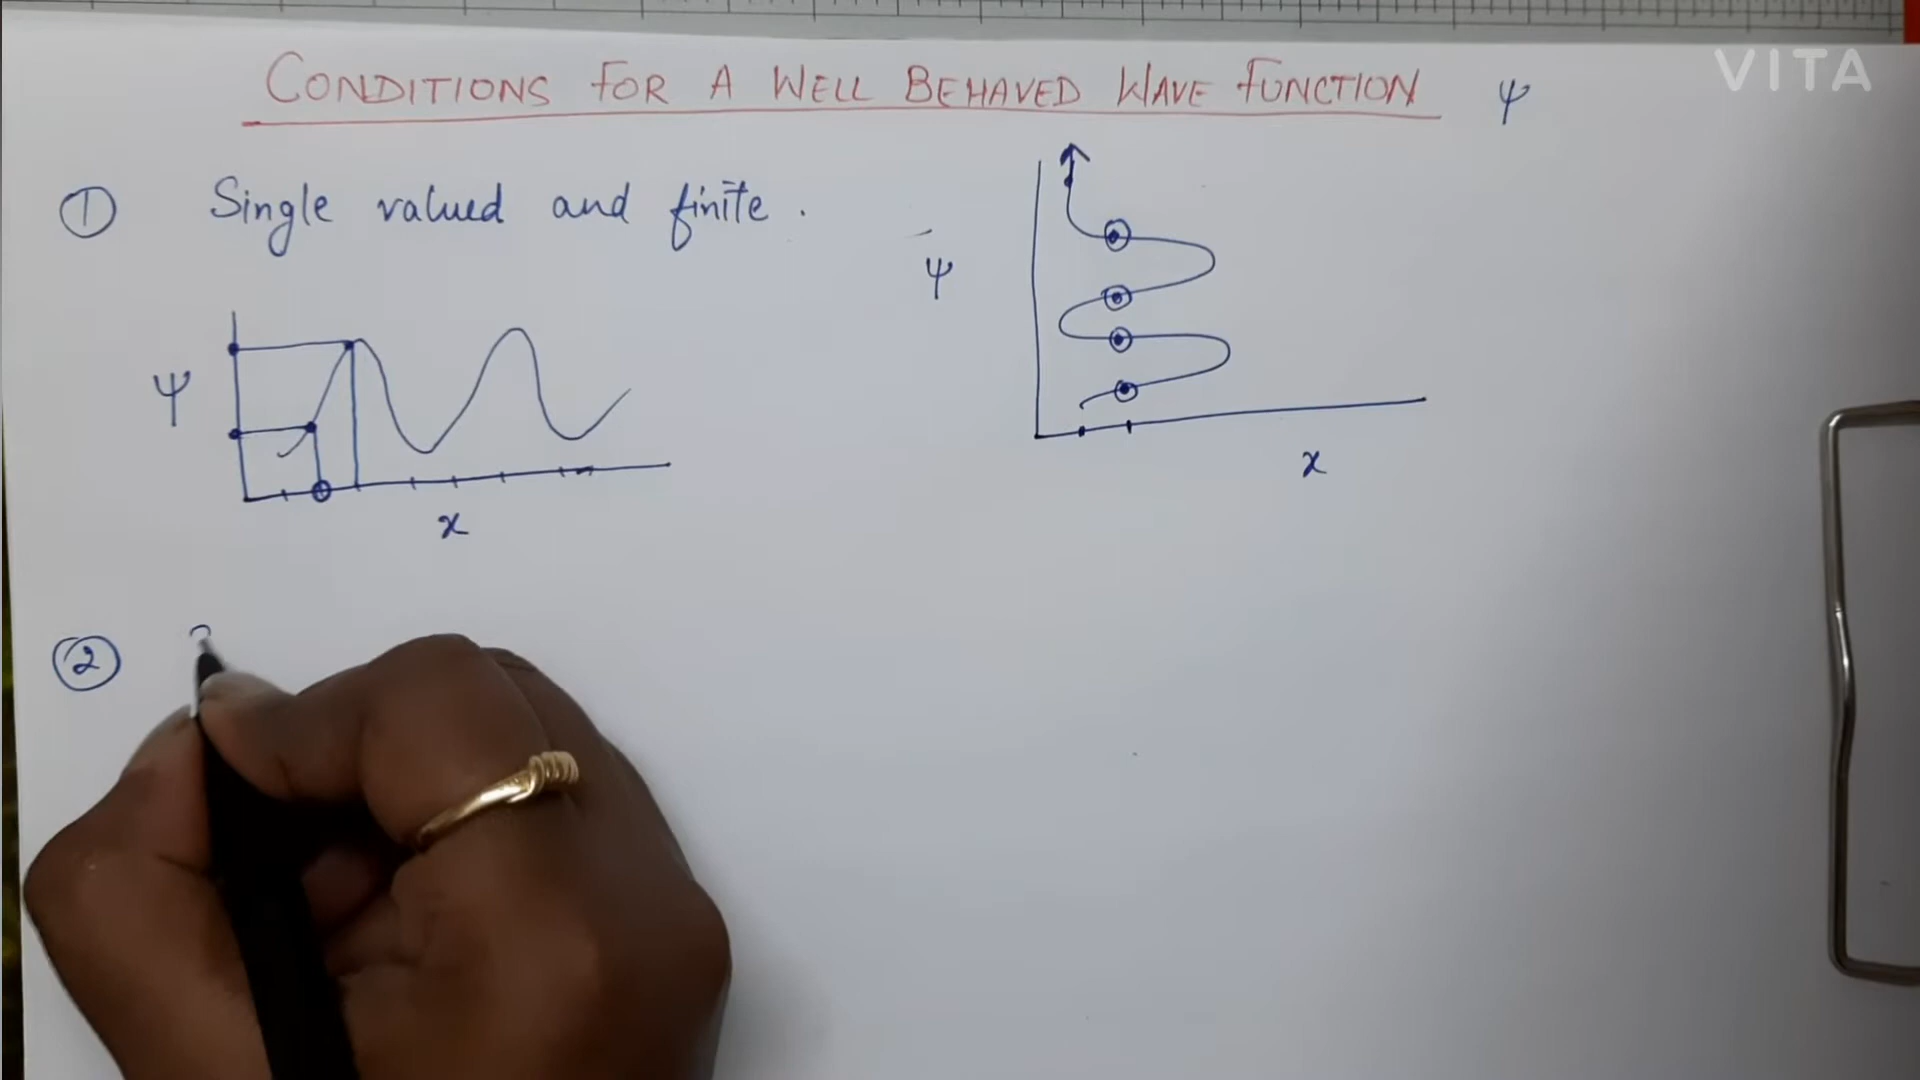 VITA
CONDITIONS FOR A WELL BEHAVED WAVE FUNCTION ψ
① Single valued and finite.
ψ
x
ψ
x
②